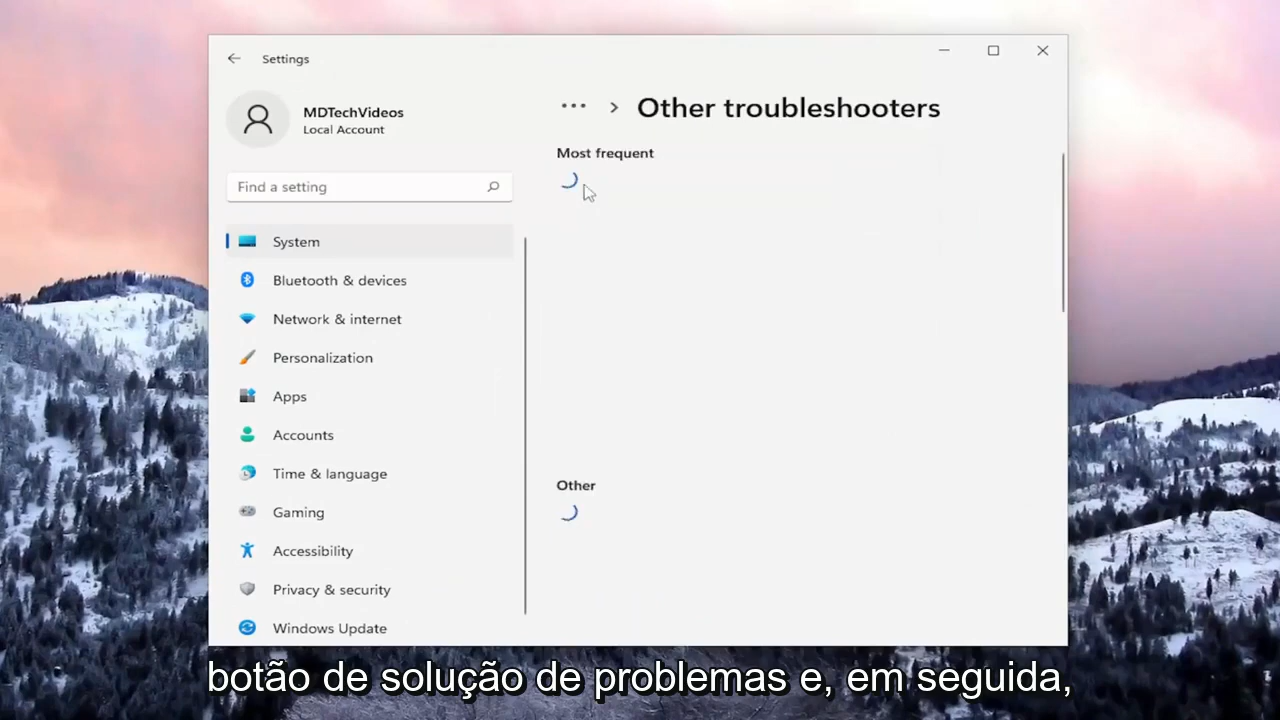 Settings
MDTechVideos
Local Account
Find a setting
System
Bluetooth & devices
Network & internet
Personalization
Apps
Accounts
Time & language
Gaming
Accessibility
Privacy & security
Windows Update
··· > Other troubleshooters
Most frequent
Other
botão de solução de problemas e, em seguida,